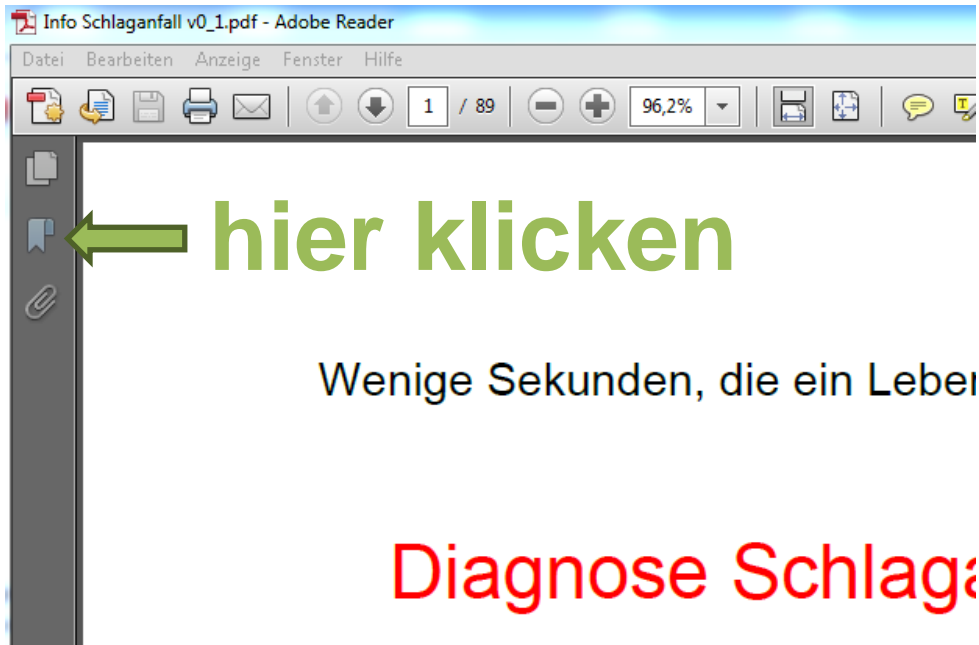 Info Schlaganfall v0_1.pdf - Adobe Reader
Datei Bearbeiten Anzeige Fenster Hilfe
1 / 89 96,2%
hier klicken
Wenige Sekunden, die ein Leben
Diagnose Schlaga